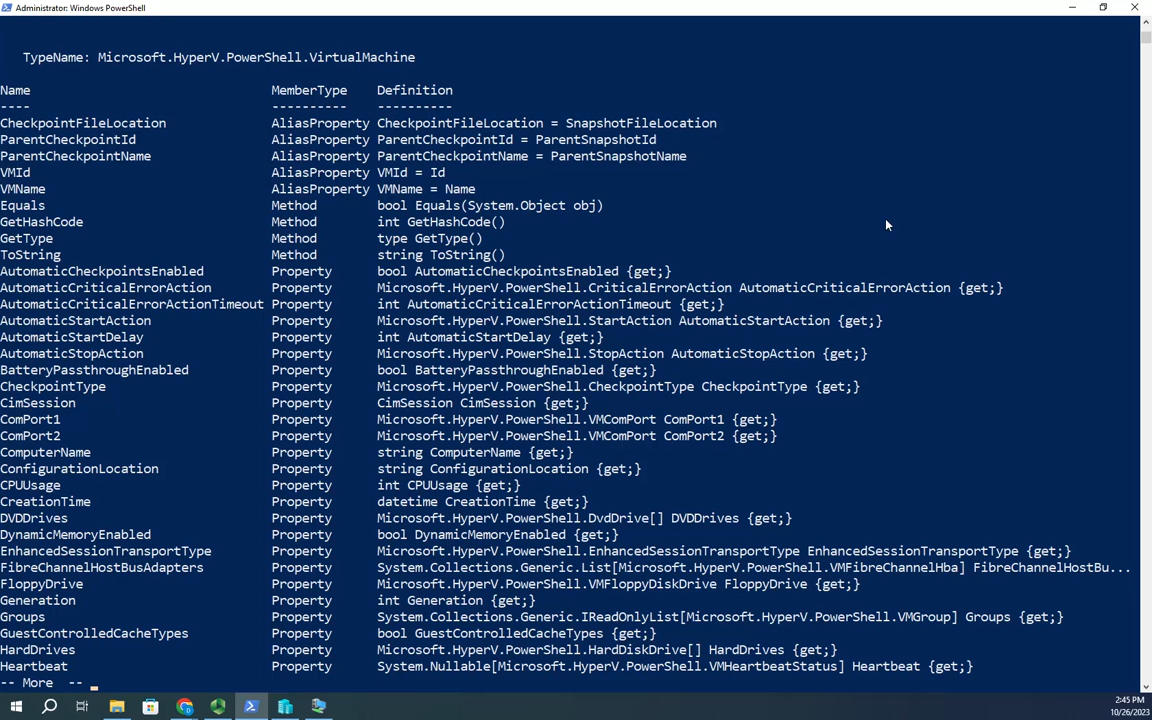 Administrator: Windows PowerShell
TypeName: Microsoft.HyperV.PowerShell.VirtualMachine
Name MemberType Definition
---- ---------- ----------
CheckpointFileLocation AliasProperty CheckpointFileLocation = SnapshotFileLocation
ParentCheckpointId AliasProperty ParentCheckpointId = ParentSnapshotId
ParentCheckpointName AliasProperty ParentCheckpointName = ParentSnapshotName
VMId AliasProperty VMId = Id
VMName AliasProperty VMName = Name
Equals Method bool Equals(System.Object obj)
GetHashCode Method int GetHashCode()
GetType Method type GetType()
ToString Method string ToString()
AutomaticCheckpointsEnabled Property bool AutomaticCheckpointsEnabled {get;}
AutomaticCriticalErrorAction Property Microsoft.HyperV.PowerShell.CriticalErrorAction AutomaticCriticalErrorAction {get;}
AutomaticCriticalErrorActionTimeout Property int AutomaticCriticalErrorActionTimeout {get;}
AutomaticStartAction Property Microsoft.HyperV.PowerShell.StartAction AutomaticStartAction {get;}
AutomaticStartDelay Property int AutomaticStartDelay {get;}
AutomaticStopAction Property Microsoft.HyperV.PowerShell.StopAction AutomaticStopAction {get;}
BatteryPassthroughEnabled Property bool BatteryPassthroughEnabled {get;}
CheckpointType Property Microsoft.HyperV.PowerShell.CheckpointType CheckpointType {get;}
CimSession Property CimSession CimSession {get;}
ComPort1 Property Microsoft.HyperV.PowerShell.VMComPort ComPort1 {get;}
ComPort2 Property Microsoft.HyperV.PowerShell.VMComPort ComPort2 {get;}
ComputerName Property string ComputerName {get;}
ConfigurationLocation Property string ConfigurationLocation {get;}
CPUUsage Property int CPUUsage {get;}
CreationTime Property datetime CreationTime {get;}
DVDDrives Property Microsoft.HyperV.PowerShell.DvdDrive[] DVDDrives {get;}
DynamicMemoryEnabled Property bool DynamicMemoryEnabled {get;}
EnhancedSessionTransportType Property Microsoft.HyperV.PowerShell.EnhancedSessionTransportType EnhancedSessionTransportType {get;}
FibreChannelHostBusAdapters Property System.Collections.Generic.List[Microsoft.HyperV.PowerShell.VMFibreChannelHba] FibreChannelHostBu...
FloppyDrive Property Microsoft.HyperV.PowerShell.VMFloppyDiskDrive FloppyDrive {get;}
Generation Property int Generation {get;}
Groups Property System.Collections.Generic.IReadOnlyList[Microsoft.HyperV.PowerShell.VMGroup] Groups {get;}
GuestControlledCacheTypes Property bool GuestControlledCacheTypes {get;}
HardDrives Property Microsoft.HyperV.PowerShell.HardDiskDrive[] HardDrives {get;}
Heartbeat Property System.Nullable[Microsoft.HyperV.PowerShell.VMHeartbeatStatus] Heartbeat {get;}
-- More --
2:45 PM
10/26/2023